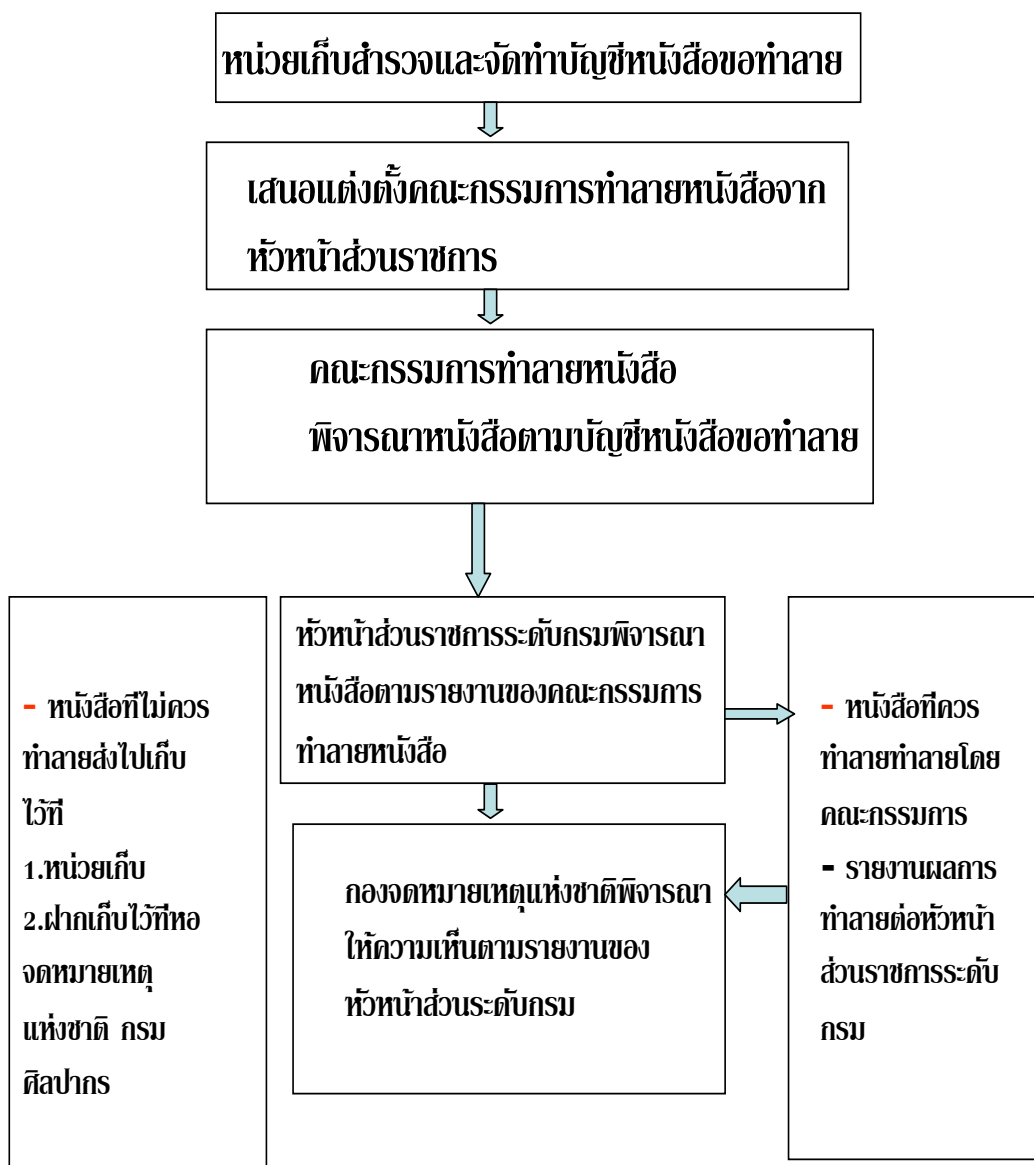 หน่วยเก็บสำรวจและจัดทำบัญชีหนังสือขอทำลาย
เสนอแต่งตั้งคณะกรรมการทำลายหนังสือจาก
หัวหน้าส่วนราชการ
คณะกรรมการทำลายหนังสือ
พิจารณาหนังสือตามบัญชีหนังสือขอทำลาย
หัวหน้าส่วนราชการระดับกรมพิจารณา
หนังสือตามรายงานของคณะกรรมการ
ทำลายหนังสือ
- หนังสือที่ไม่ควร
ทำลายส่งไปเก็บ
ไว้ที่
1.หน่วยเก็บ
2.ฝากเก็บไว้ที่หอ
จดหมายเหตุ
แห่งชาติ กรม
ศิลปากร
กองจดหมายเหตุแห่งชาติพิจารณา
ให้ความเห็นตามรายงานของ
หัวหน้าส่วนระดับกรม
- หนังสือที่ควร
ทำลายทำลายโดย
คณะกรรมการ
- รายงานผลการ
ทำลายต่อหัวหน้า
ส่วนราชการระดับ
กรม